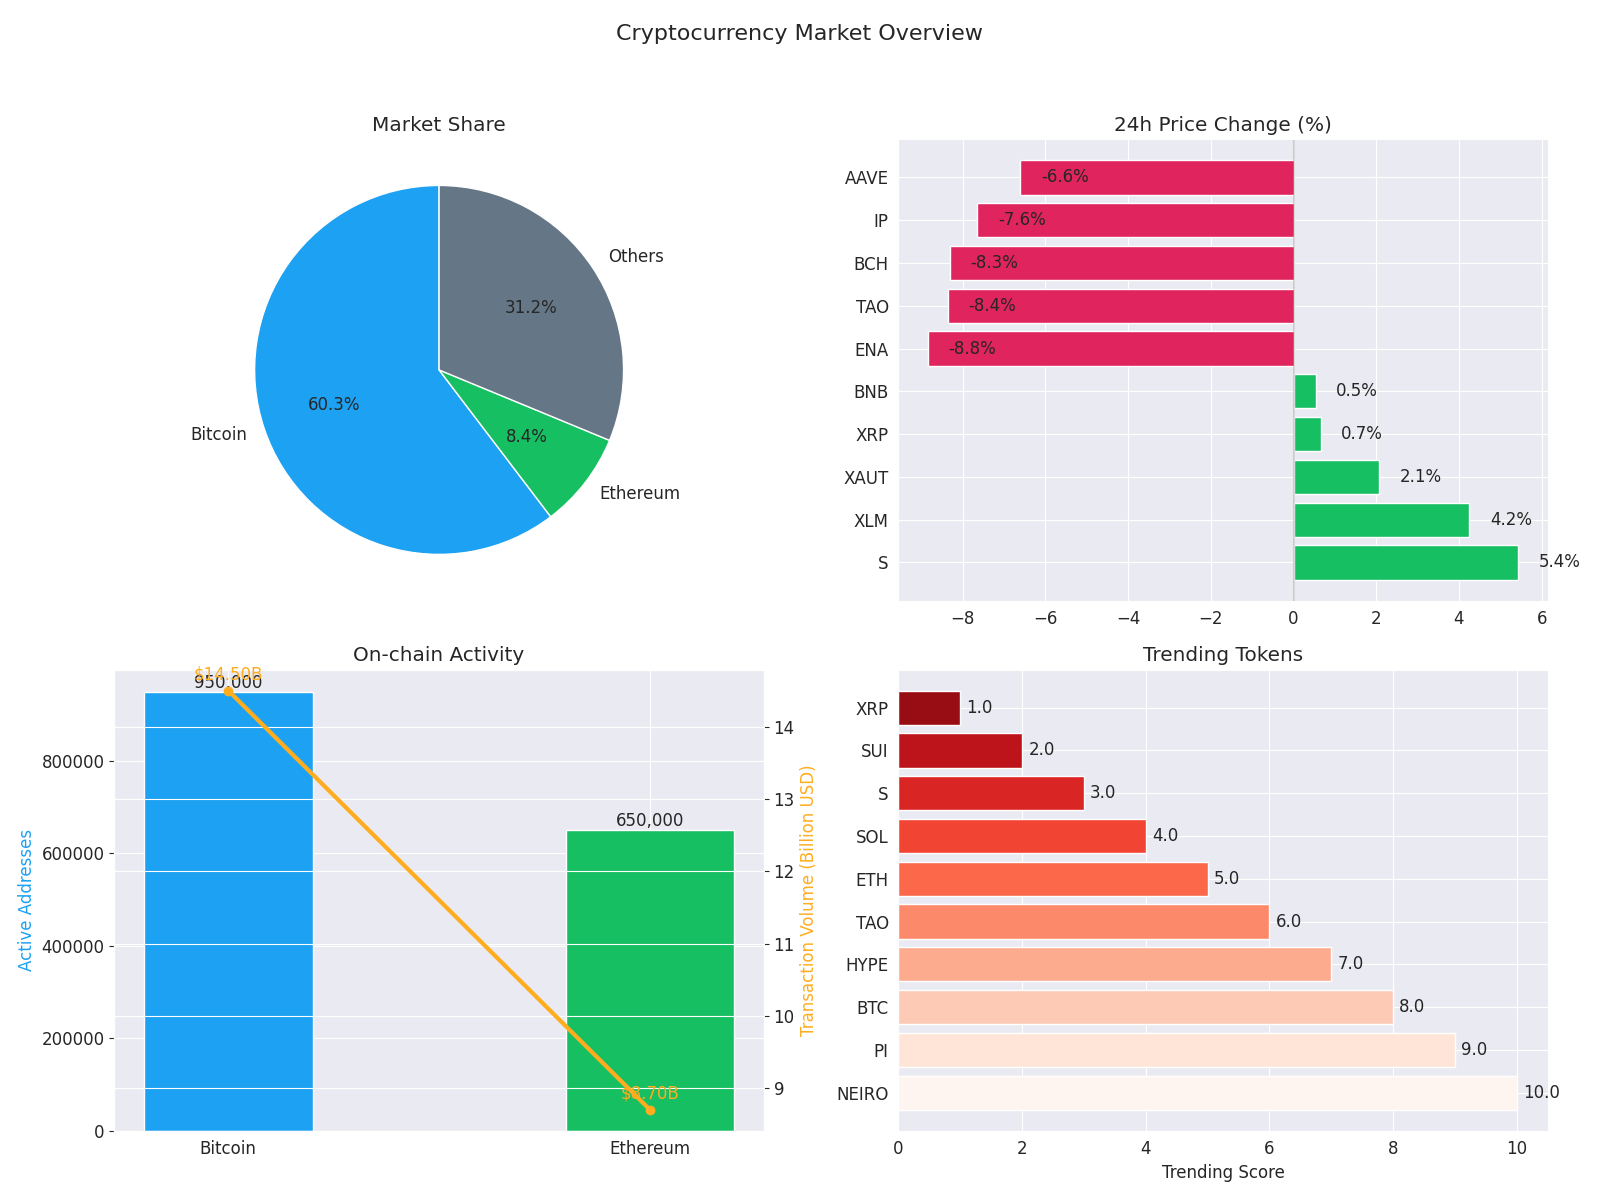 Cryptocurrency Market Overview
Market Share
Others
31.2%
60.3%
Bitcoin
8.4%
Ethereum
24h Price Change (%)
AAVE -6.6%
IP -7.6%
BCH -8.3%
TAO -8.4%
ENA -8.8%
BNB 0.5%
XRP 0.7%
XAUT 2.1%
XLM 4.2%
S 5.4%
−8 −6 −4 −2 0 2 4 6
On-chain Activity
$14.50B
950,000
650,000
$8.70B
Active Addresses
800000
600000
400000
200000
0
Bitcoin Ethereum
14
13
12
11
10
9
Transaction Volume (Billion USD)
Trending Tokens
XRP 1.0
SUI 2.0
S 3.0
SOL 4.0
ETH 5.0
TAO 6.0
HYPE 7.0
BTC 8.0
PI 9.0
NEIRO 10.0
0 2 4 6 8 10
Trending Score